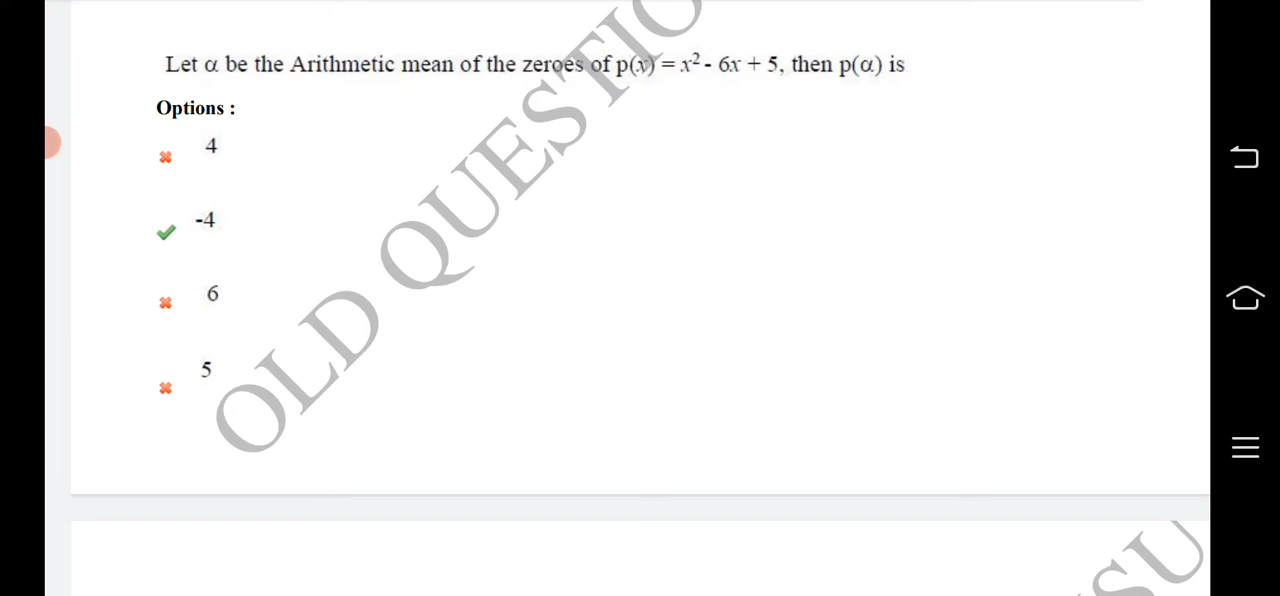 Let α be the Arithmetic mean of the zeroes of p(x) = x² - 6x + 5, then p(α) is
Options :
4
-4
6
5
OLD QUESTIO
SU